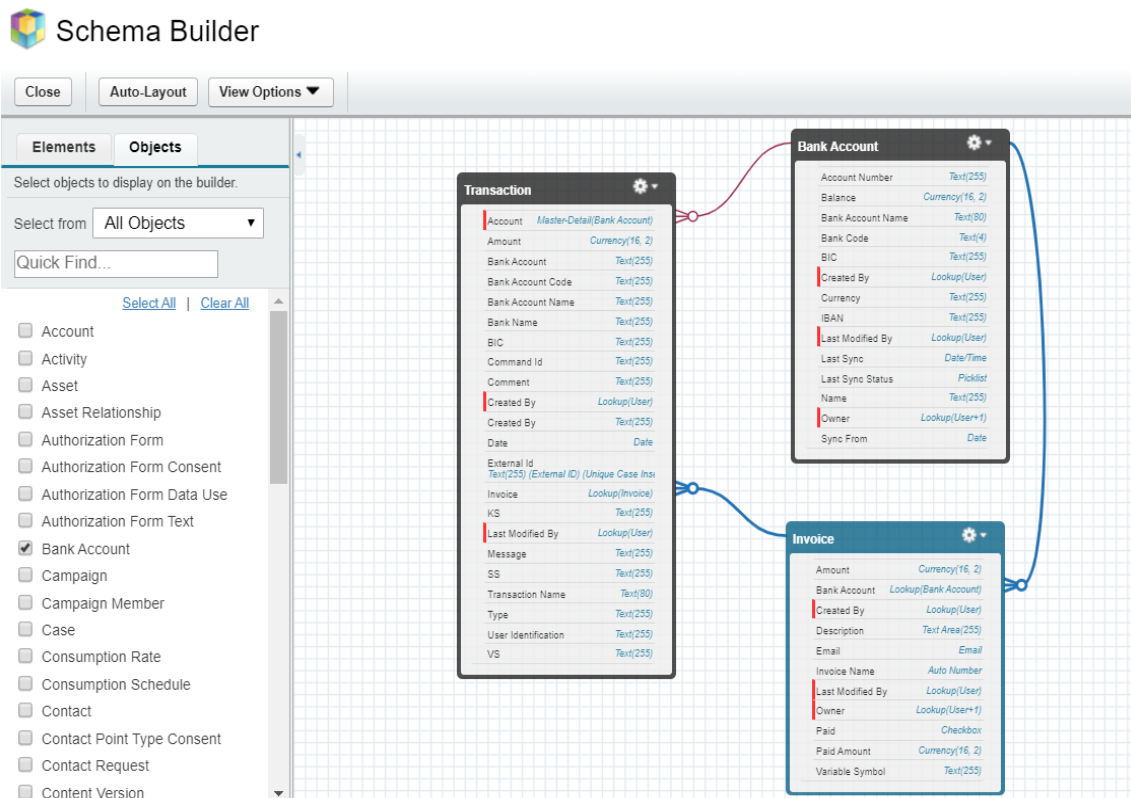 Schema Builder
Close
Auto-Layout
View Options
Elements
Objects
Select objects to display on the builder.
Select from All Objects
Quick Find...
Select All | Clear All
Account
Activity
Asset
Asset Relationship
Authorization Form
Authorization Form Consent
Authorization Form Data Use
Authorization Form Text
Bank Account
Campaign
Campaign Member
Case
Consumption Rate
Consumption Schedule
Contact
Contact Point Type Consent
Contact Request
Content Version
Transaction
Account Master-Detail(Bank Account)
Amount Currency(16, 2)
Bank Account Text(255)
Bank Account Code Text(255)
Bank Account Name Text(255)
Bank Name Text(255)
BIC Text(255)
Command Id Text(255)
Comment Text(255)
Created By Lookup(User)
Created By Text(255)
Date Date
External Id
Text(255) (External ID) (Unique Case Inse
Invoice Lookup(Invoice)
KS Text(255)
Last Modified By Lookup(User)
Message Text(255)
SS Text(255)
Transaction Name Text(80)
Type Text(255)
User Identification Text(255)
VS Text(255)
Bank Account
Account Number Text(255)
Balance Currency(16, 2)
Bank Account Name Text(80)
Bank Code Text(4)
BIC Text(255)
Created By Lookup(User)
Currency Text(255)
IBAN Text(255)
Last Modified By Lookup(User)
Last Sync Date/Time
Last Sync Status Picklist
Name Text(255)
Owner Lookup(User+1)
Sync From Date
Invoice
Amount Currency(16, 2)
Bank Account Lookup(Bank Account)
Created By Lookup(User)
Description Text Area(255)
Email Email
Invoice Name Auto Number
Last Modified By Lookup(User)
Owner Lookup(User+1)
Paid Checkbox
Paid Amount Currency(16, 2)
Variable Symbol Text(255)